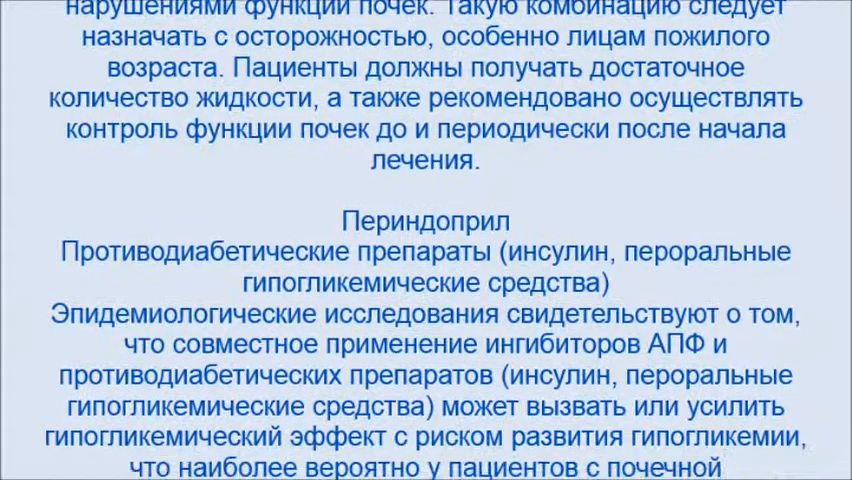 нарушениями функции почек. Такую комбинацию следует
назначать с осторожностью, особенно лицам пожилого
возраста. Пациенты должны получать достаточное
количество жидкости, а также рекомендовано осуществлять
контроль функции почек до и периодически после начала
лечения.
Периндоприл
Противодиабетические препараты (инсулин, пероральные
гипогликемические средства)
Эпидемиологические исследования свидетельствуют о том,
что совместное применение ингибиторов АПФ и
противодиабетических препаратов (инсулин, пероральные
гипогликемические средства) может вызвать или усилить
гипогликемический эффект с риском развития гипогликемии,
что наиболее вероятно у пациентов с почечной